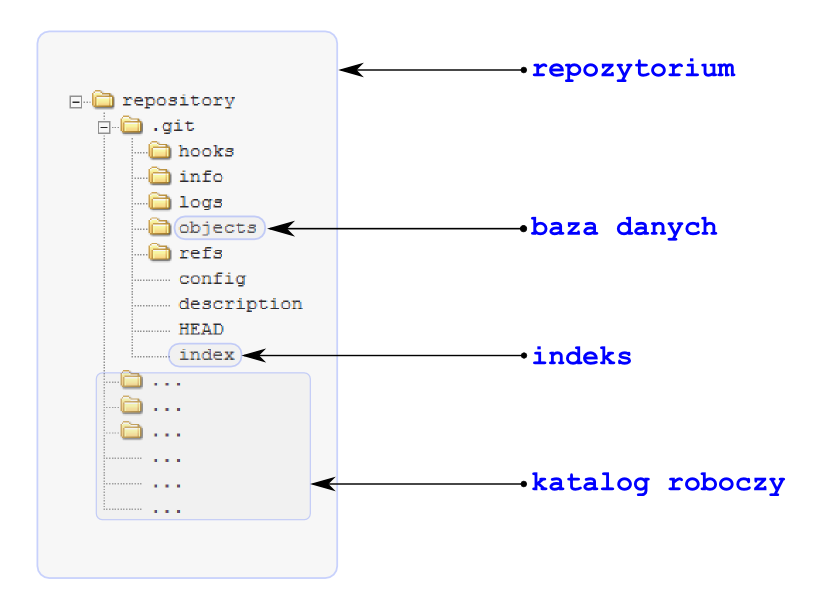 repozytorium
repository
.git
hooks
info
logs
objects
baza danych
refs
config
description
HEAD
index
indeks
...
...
...
...
...
katalog roboczy
...